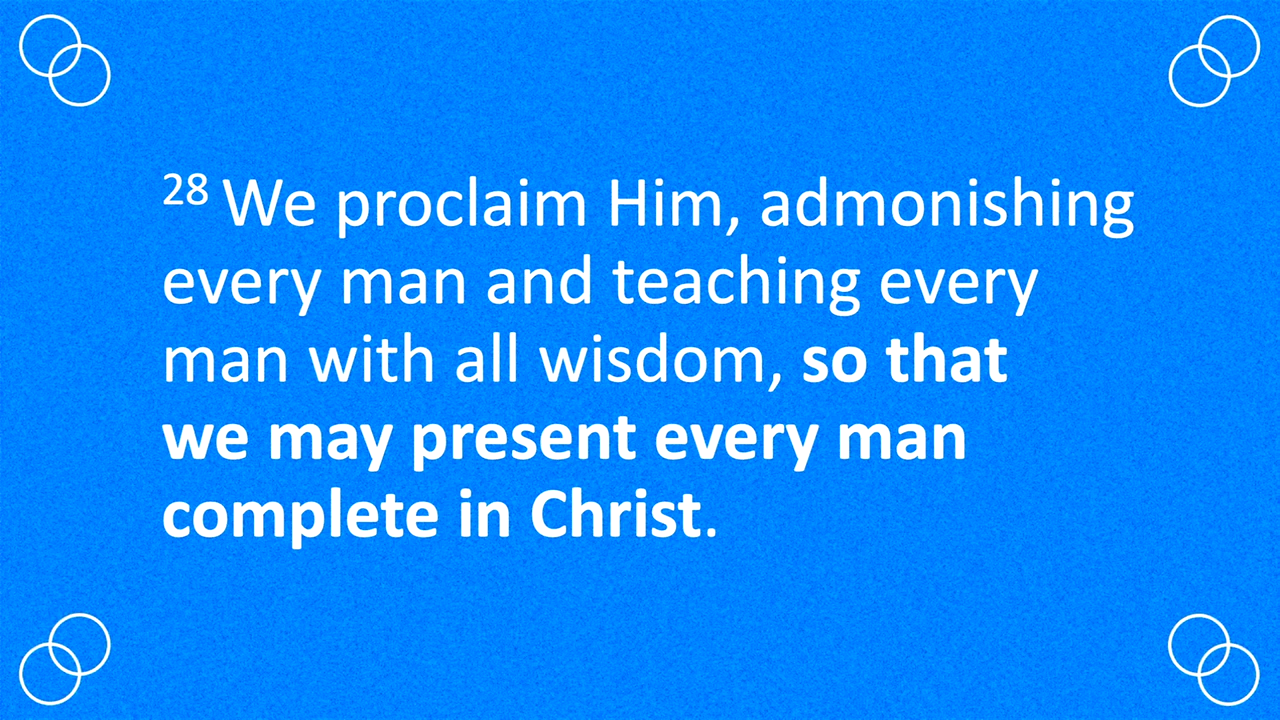 28 We proclaim Him, admonishing
every man and teaching every
man with all wisdom, so that
we may present every man
complete in Christ.